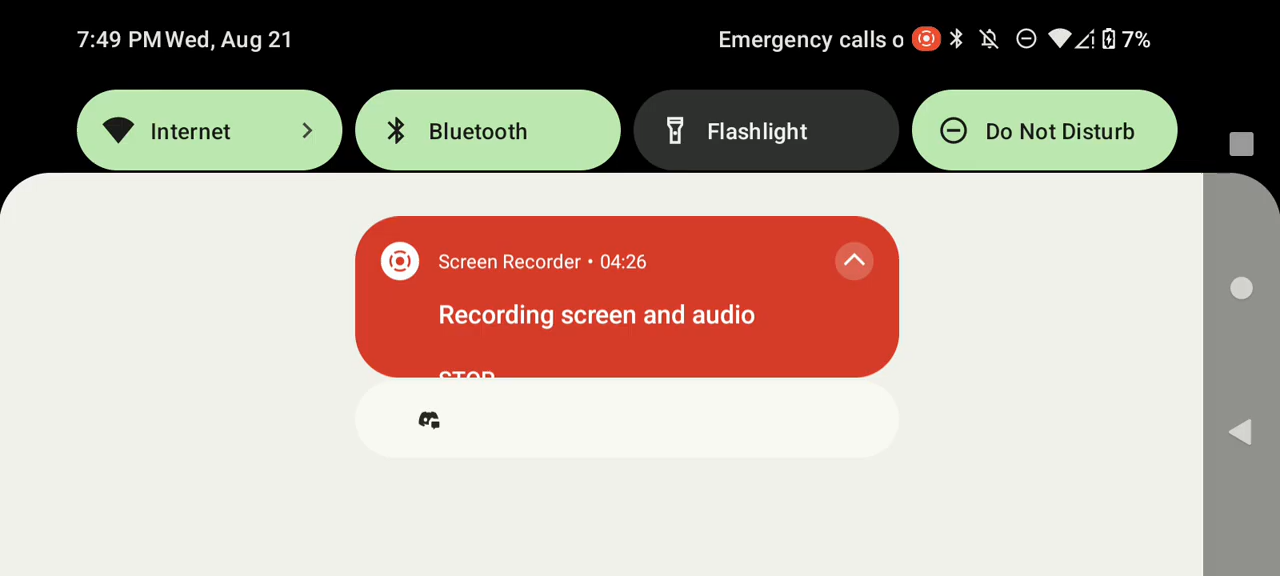 7:49 PM Wed, Aug 21 Emergency calls o 7%
Internet Bluetooth Flashlight Do Not Disturb
Screen Recorder • 04:26
Recording screen and audio
STOP